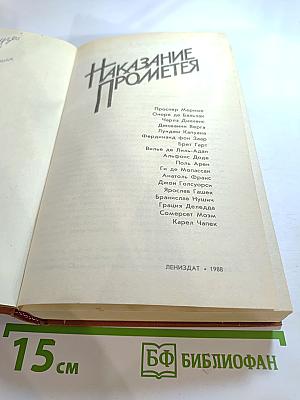 НАКАЗАНИЕ
ПРОМЕТЕЯ
Проспер Мериме
Оноре де Бальзак
Чарлз Диккенс
Джованни Верга
Луиджи Капуана
Фердинанд фон Заар
Брет Гарт
Вилье де Лиль-Адан
Альфонс Доде
Поль Арен
Ги де Мопассан
Анатоль Франс
Джон Голсуорси
Ярослав Гашек
Бранислав Нушич
Грация Деледда
Сомерсет Моэм
Карел Чапек
ЛЕНИЗДАТ • 1988
15 см
БФ БИБЛИОФАН